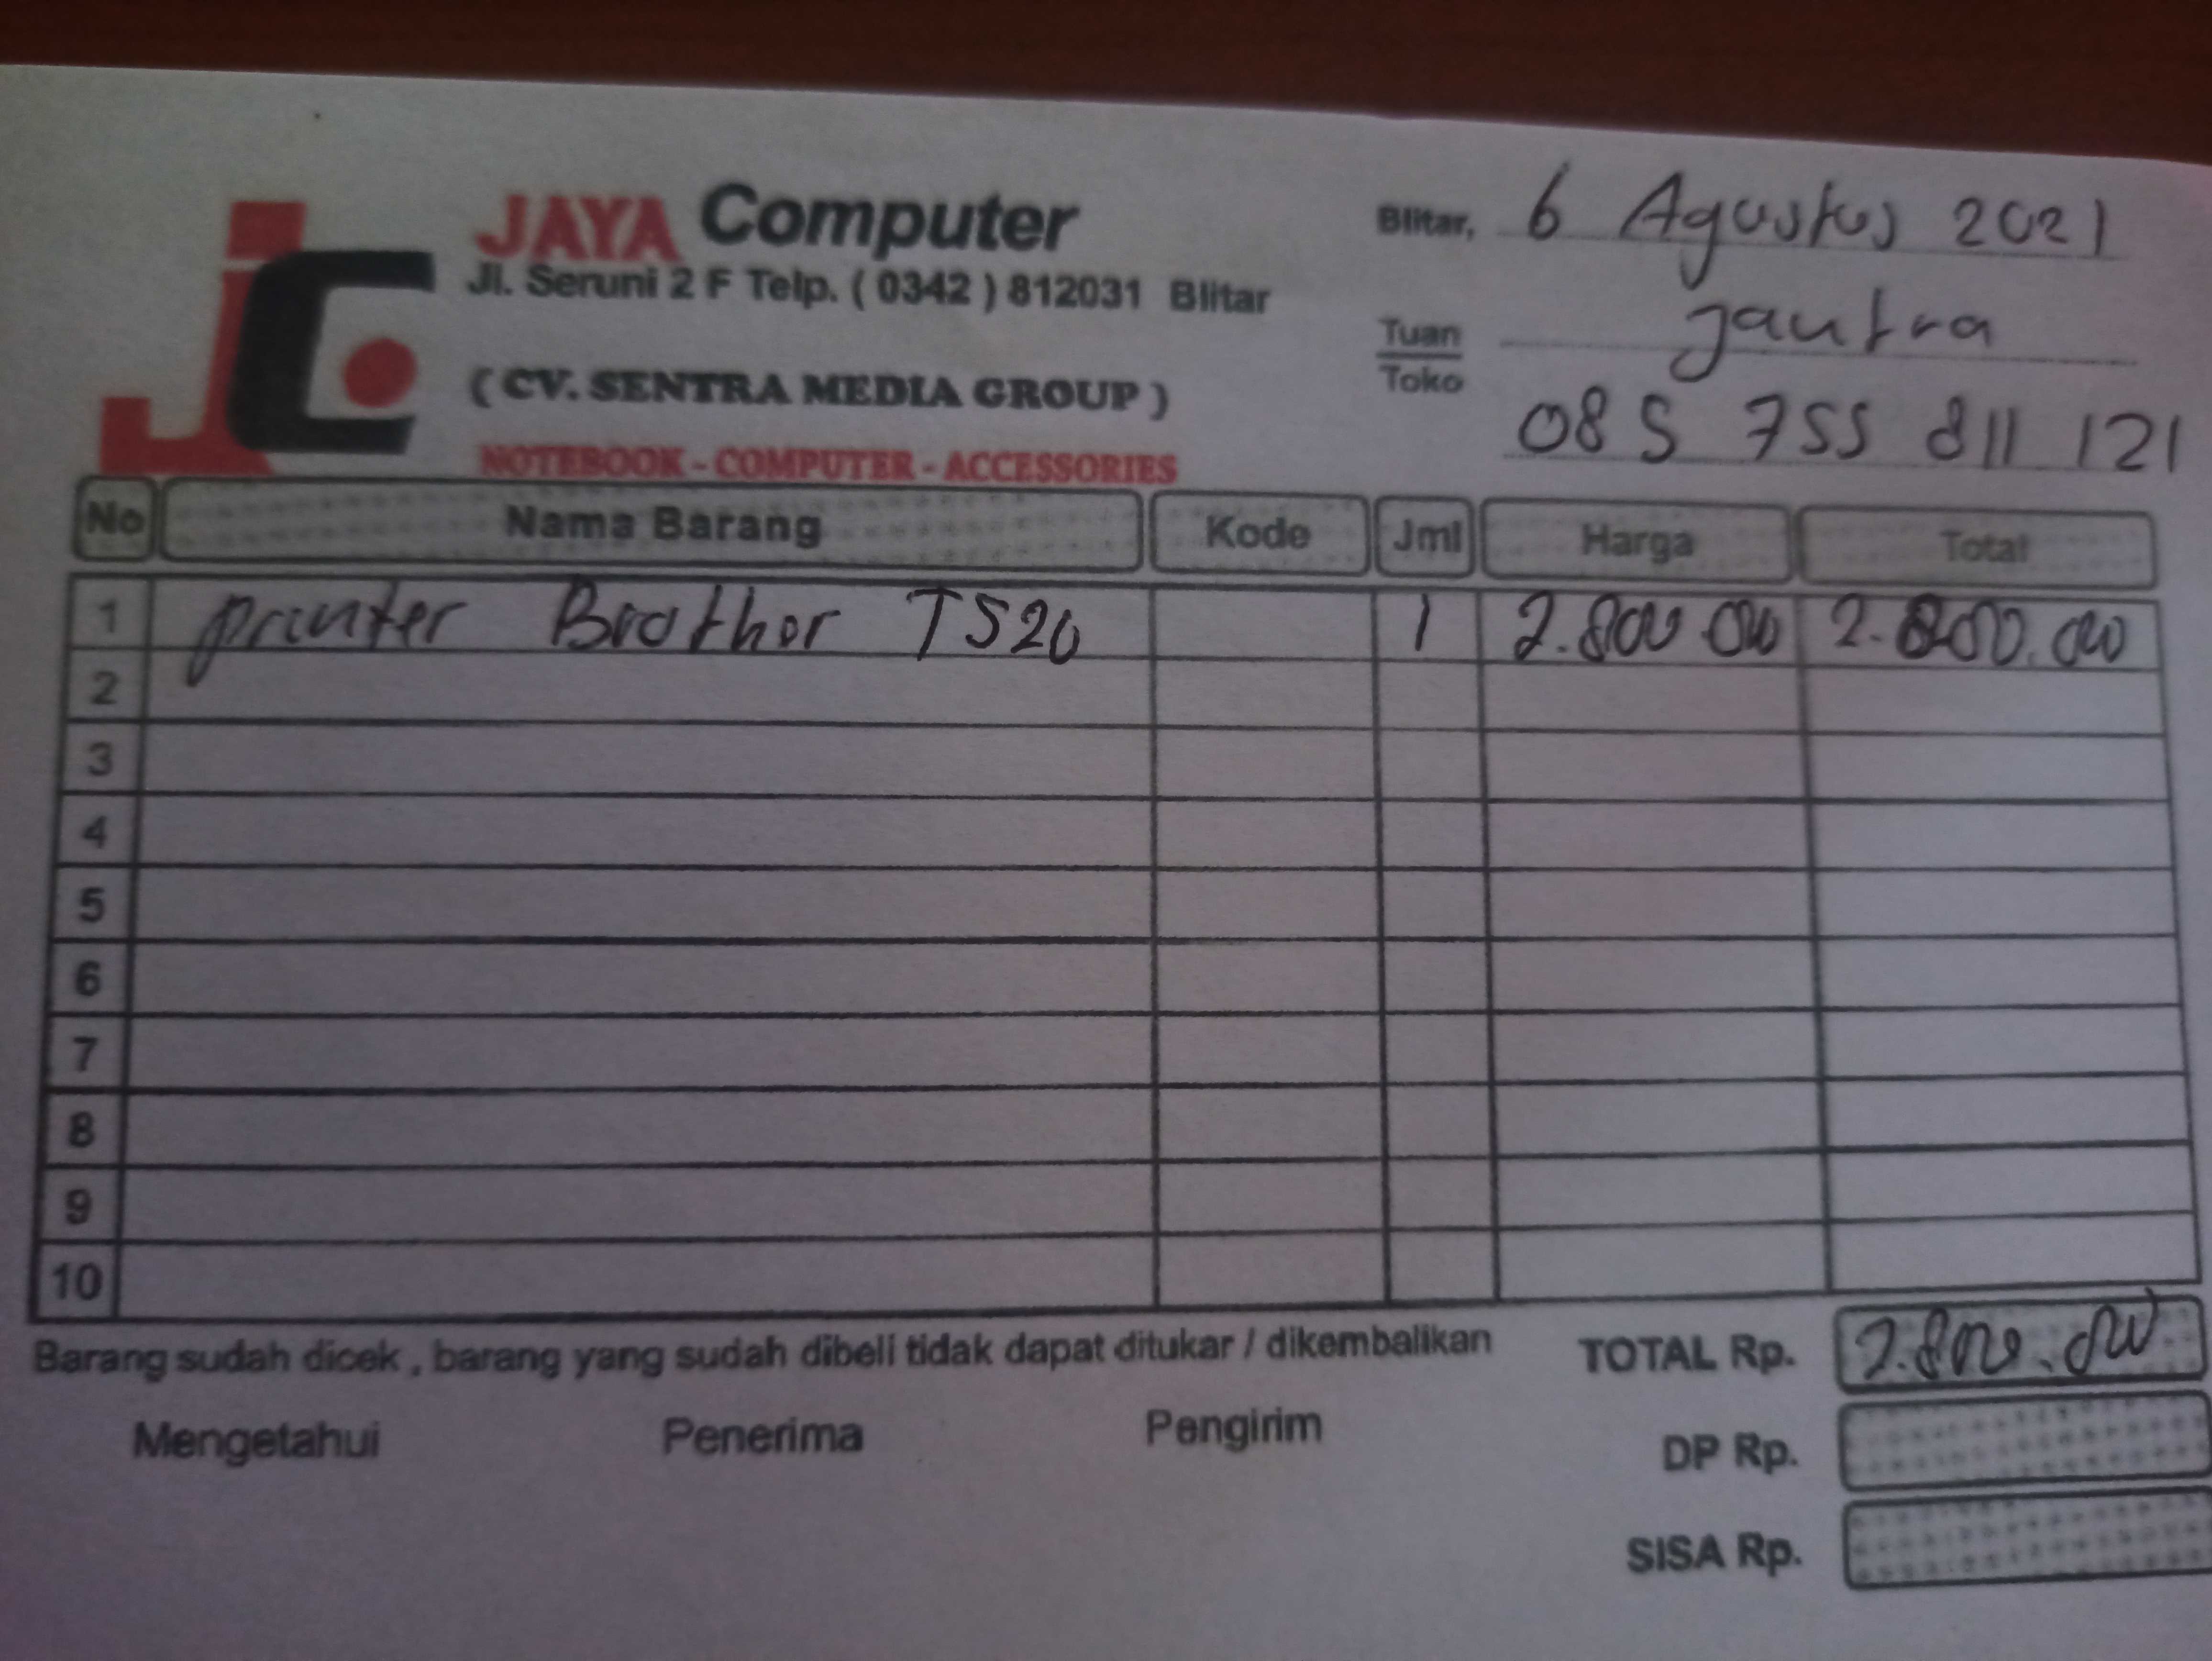 JAYA Computer
Jl. Seruni 2 F Telp. ( 0342 ) 812031 Blitar
( CV. SENTRA MEDIA GROUP )
NOTEBOOK - COMPUTER - ACCESSORIES
Blitar, 6 Agustus 2021
Tuan
Toko
Jautra
085 755 811 121
No Nama Barang Kode Jml Harga Total
1 printer Brother T520 1 2.800.000 2.800.000
2
3
4
5
6
7
8
9
10
Barang sudah dicek , barang yang sudah dibeli tidak dapat ditukar / dikembalikan
TOTAL Rp. 2.800.000
Mengetahui Penerima Pengirim
DP Rp.
SISA Rp.